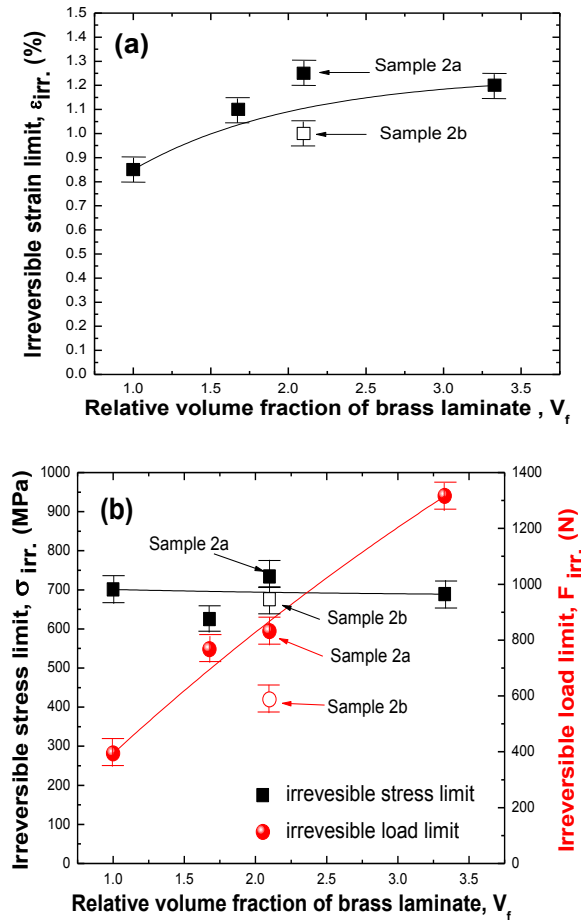 (a)
Irreversible strain limit, εirr. (%)
1.5
1.4
1.3
1.2
1.1
1.0
0.9
0.8
0.7
0.6
0.5
0.4
0.3
0.2
0.1
0.0
Sample 2a
Sample 2b
1.0 1.5 2.0 2.5 3.0 3.5
Relative volume fraction of brass laminate , Vf
(b)
Irreversible stress limit, σ irr. (MPa)
1000
900
800
700
600
500
400
300
200
100
0
Sample 2a
Sample 2b
Sample 2a
Sample 2b
irrevesible stress limit
irrevesible load limit
1400
1200
1000
800
600
400
200
0
Irreversible load limit, F irr. (N)
1.0 1.5 2.0 2.5 3.0 3.5
Relative volume fraction of brass laminate, Vf